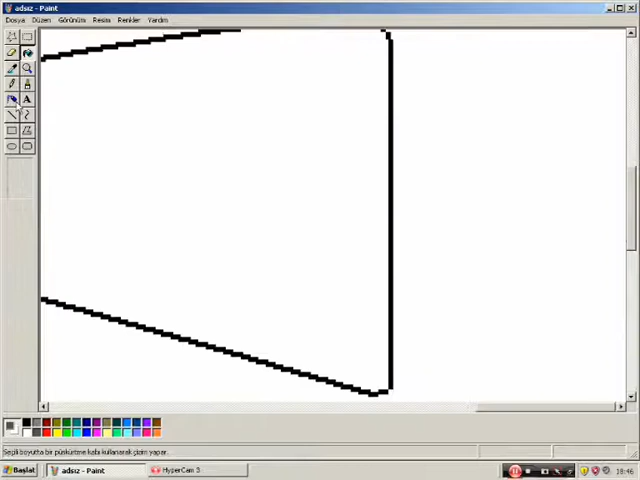 adsız - Paint
Dosya Düzen Görünüm Resim Renkler Yardım
A
Seçili boyutta bir püskürtme kabı kullanarak çizim yapar.
Başlat adsız - Paint HyperCam 3 18:46